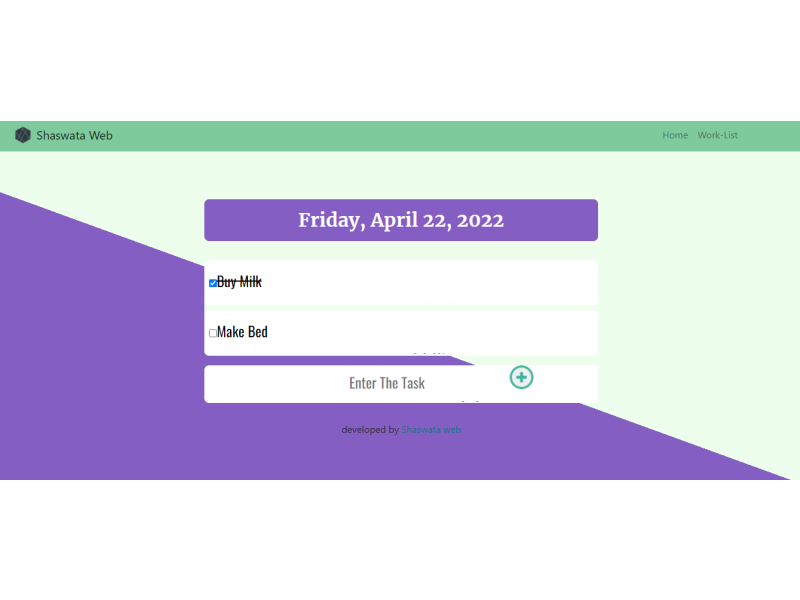 Shaswata Web
Home Work-List
Friday, April 22, 2022
Buy Milk
Make Bed
Enter The Task
developed by Shaswata web